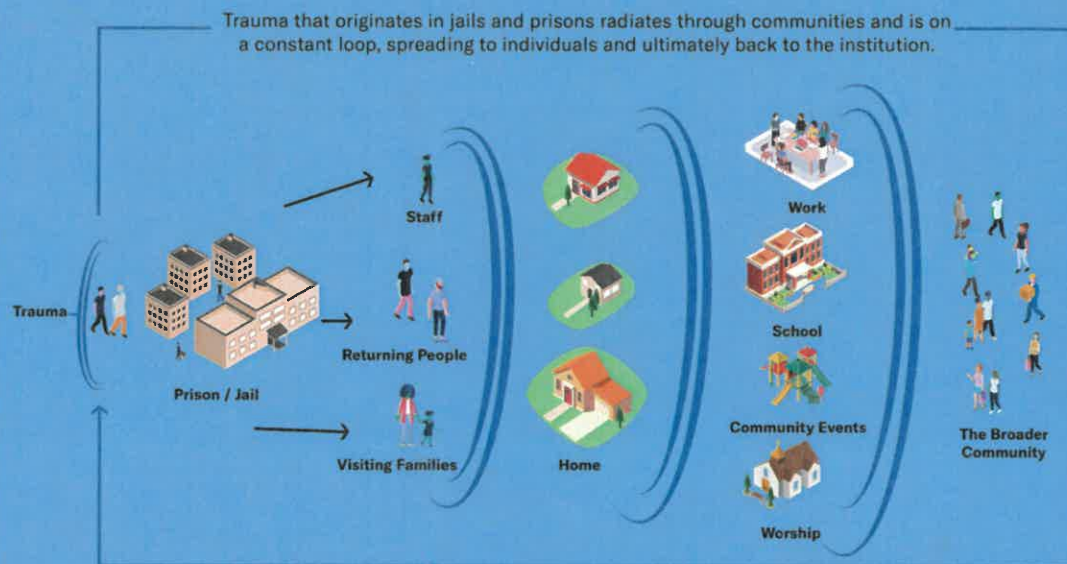 Trauma that originates in jails and prisons radiates through communities and is on
a constant loop, spreading to individuals and ultimately back to the institution.
Trauma
Prison / Jail
Staff
Returning People
Visiting Families
Home
Work
School
Community Events
Worship
The Broader
Community